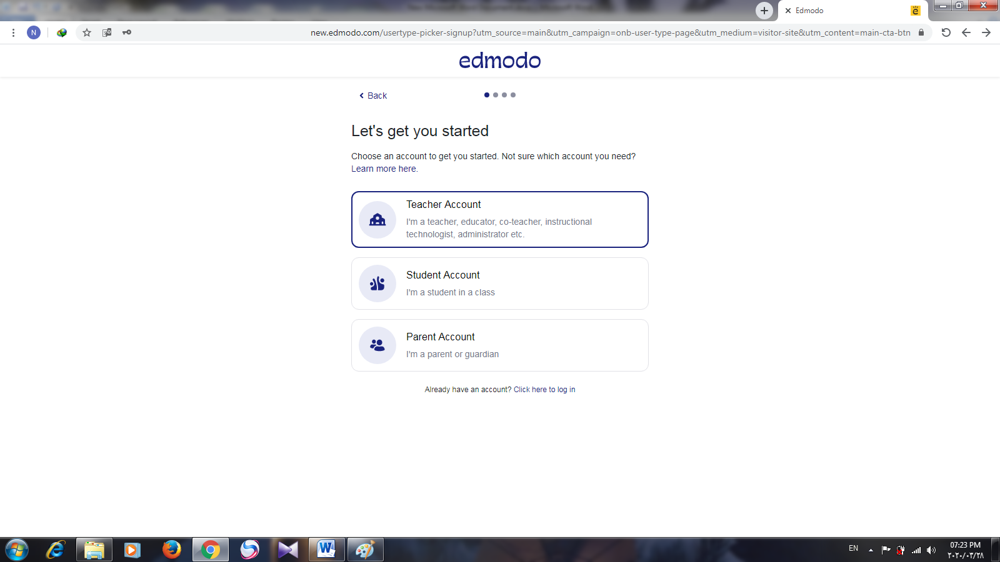 Edmodo
N
new.edmodo.com/usertype-picker-signup?utm_source=main&utm_campaign=onb-user-type-page&utm_medium=visitor-site&utm_content=main-cta-btn
edmodo
Back
Let's get you started
Choose an account to get you started. Not sure which account you need?
Learn more here.
Teacher Account
I'm a teacher, educator, co-teacher, instructional
technologist, administrator etc.
Student Account
I'm a student in a class
Parent Account
I'm a parent or guardian
Already have an account? Click here to log in
EN
07:23 PM
٢٠٢٠/٠٣/٢٨